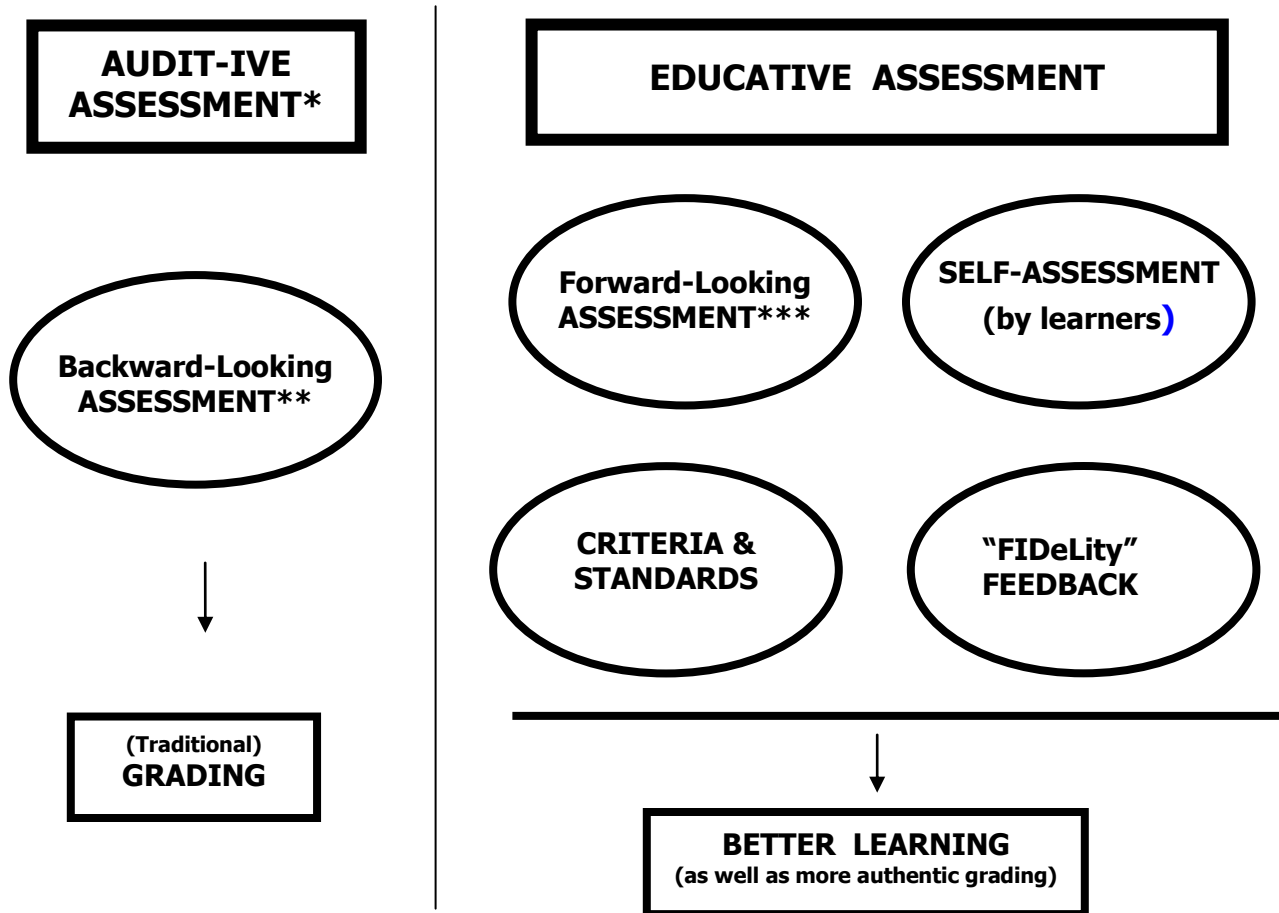 AUDIT-IVE
ASSESSMENT*
Backward-Looking
ASSESSMENT**
(Traditional)
GRADING
EDUCATIVE ASSESSMENT
Forward-Looking
ASSESSMENT***
SELF-ASSESSMENT
(by learners)
CRITERIA &
STANDARDS
“FIDeLity”
FEEDBACK
BETTER LEARNING
(as well as more authentic grading)